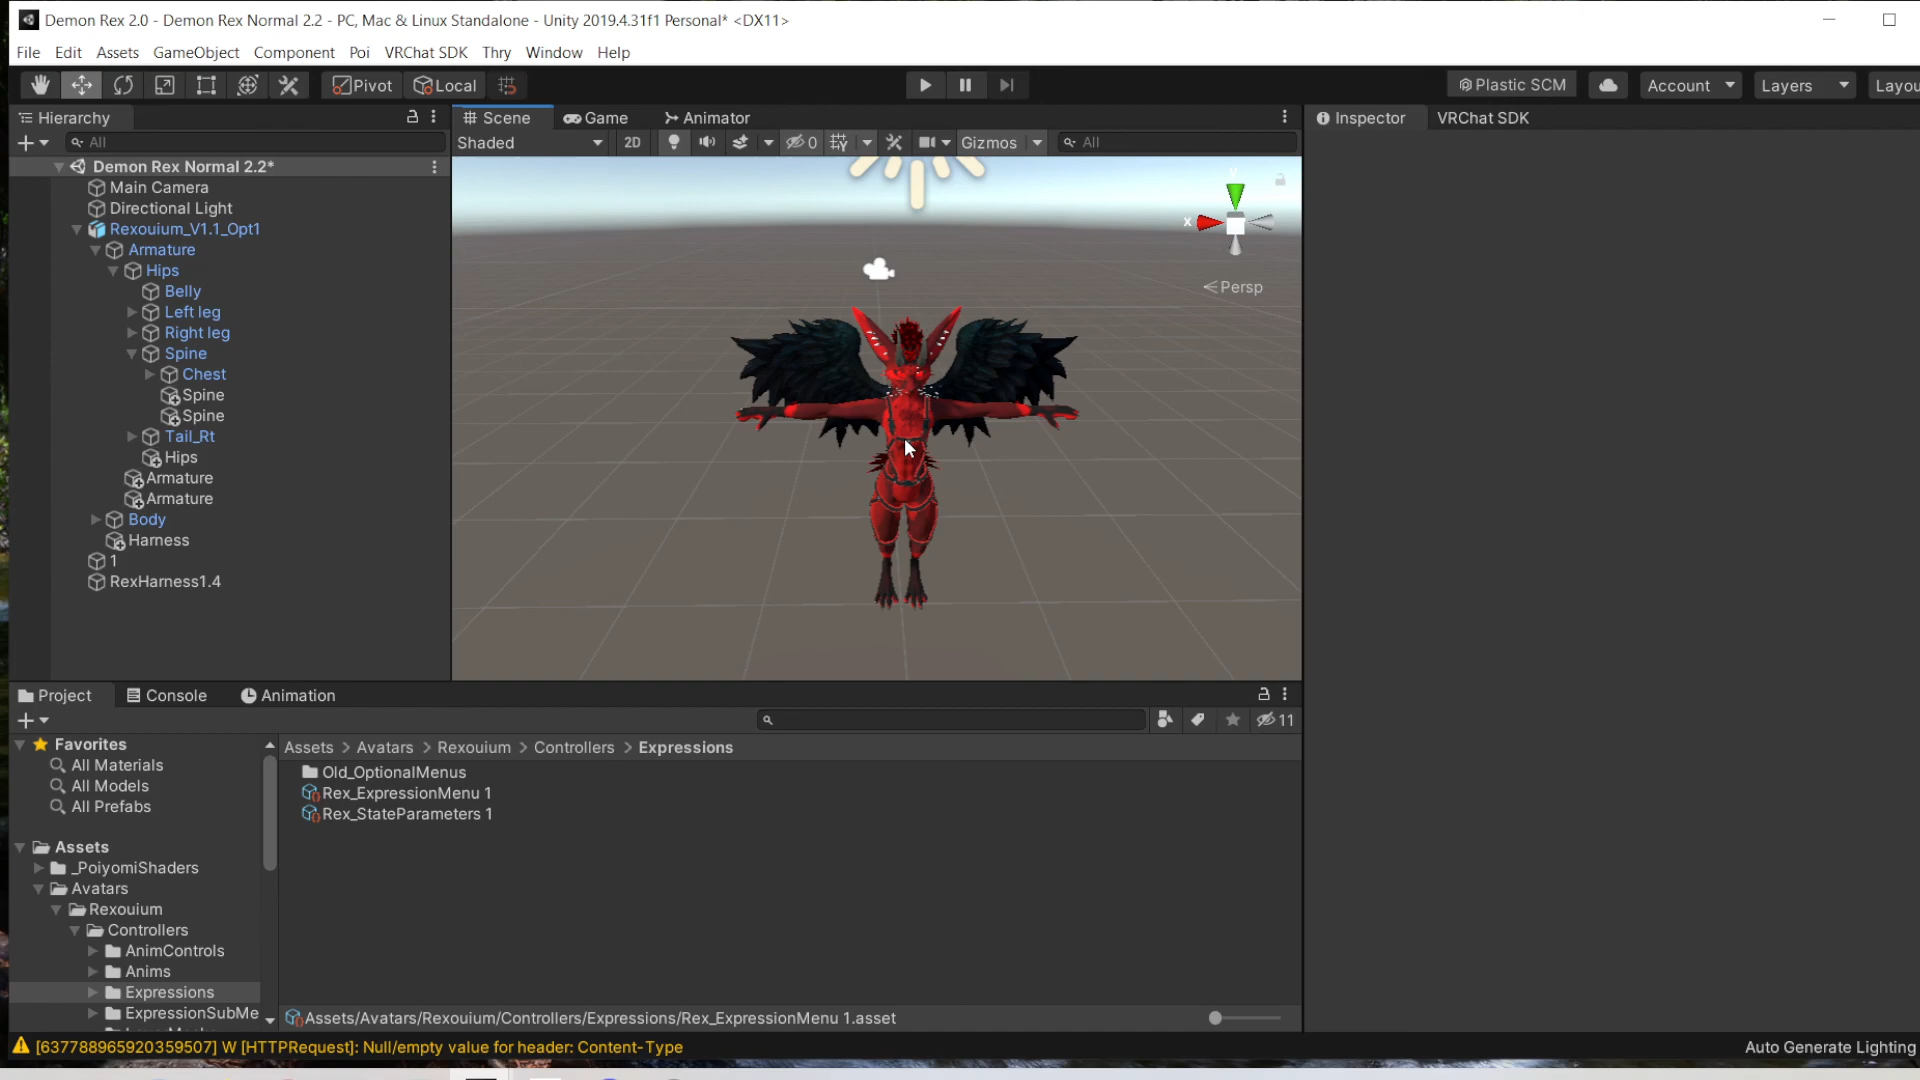 Demon Rex 2.0 - Demon Rex Normal 2.2 - PC, Mac & Linux Standalone - Unity 2019.4.31f1 Personal* <DX11>
File Edit Assets GameObject Component Poi VRChat SDK Thry Window Help
Pivot Local Plastic SCM Account Layers Layou
Hierarchy Scene Game Animator Inspector VRChat SDK
All Shaded 2D 0 Gizmos All
Demon Rex Normal 2.2*
Main Camera
Directional Light
Rexouium_V1.1_Opt1
Armature
Hips
Belly
Left leg
Right leg
Spine
Chest
Spine
Spine
Tail_Rt
Hips
Armature
Armature
Body
Harness
1
RexHarness1.4
x
Persp
Project Console Animation
11
Favorites
All Materials
All Models
All Prefabs
Assets
_PoiyomiShaders
Avatars
Rexouium
Controllers
AnimControls
Anims
Expressions
ExpressionSubMe
Assets > Avatars > Rexouium > Controllers > Expressions
Old_OptionalMenus
Rex_ExpressionMenu 1
Rex_StateParameters 1
Assets/Avatars/Rexouium/Controllers/Expressions/Rex_ExpressionMenu 1.asset
[637788965920359507] W [HTTPRequest]: Null/empty value for header: Content-Type
Auto Generate Lighting